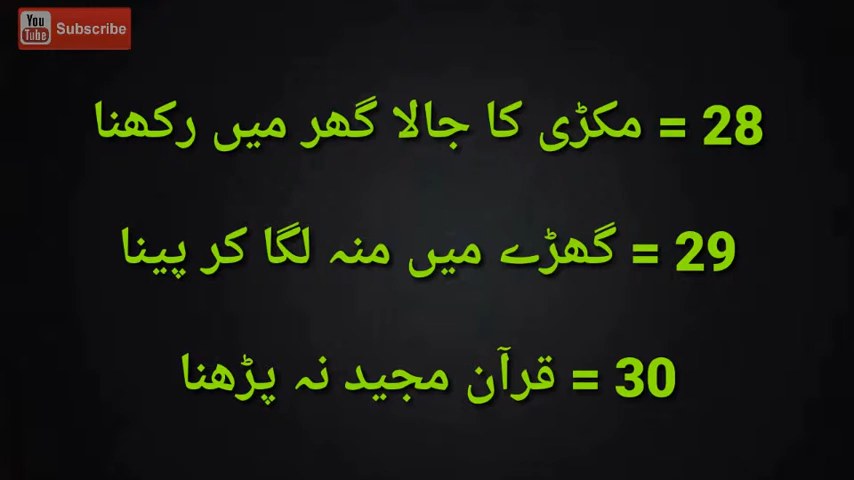 You Tube Subscribe
28 = مکڑی کا جالا گھر میں رکھنا
29 = گھڑے میں منہ لگا کر پینا
30 = قرآن مجید نہ پڑھنا